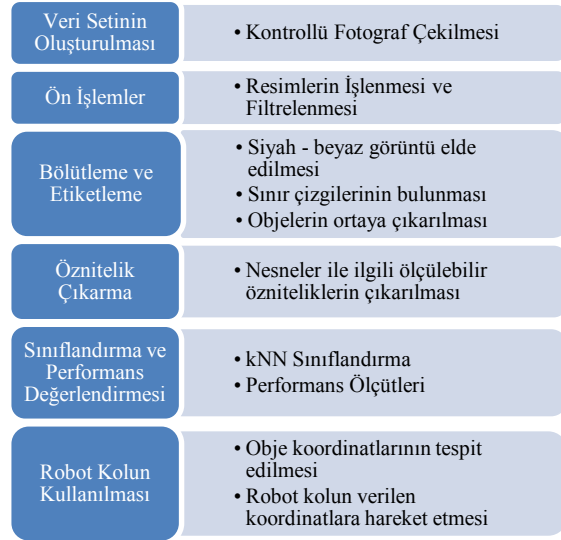 Veri Setinin
Oluşturulması
• Kontrollü Fotograf Çekilmesi
Ön İşlemler
• Resimlerin İşlenmesi ve
Filtrelenmesi
Bölütleme ve
Etiketleme
• Siyah - beyaz görüntü elde
edilmesi
• Sınır çizgilerinin bulunması
• Objelerin ortaya çıkarılması
Öznitelik
Çıkarma
• Nesneler ile ilgili ölçülebilir
özniteliklerin çıkarılması
Sınıflandırma ve
Performans
Değerlendirmesi
• kNN Sınıflandırma
• Performans Ölçütleri
Robot Kolun
Kullanılması
• Obje koordinatlarının tespit
edilmesi
• Robot kolun verilen
koordinatlara hareket etmesi